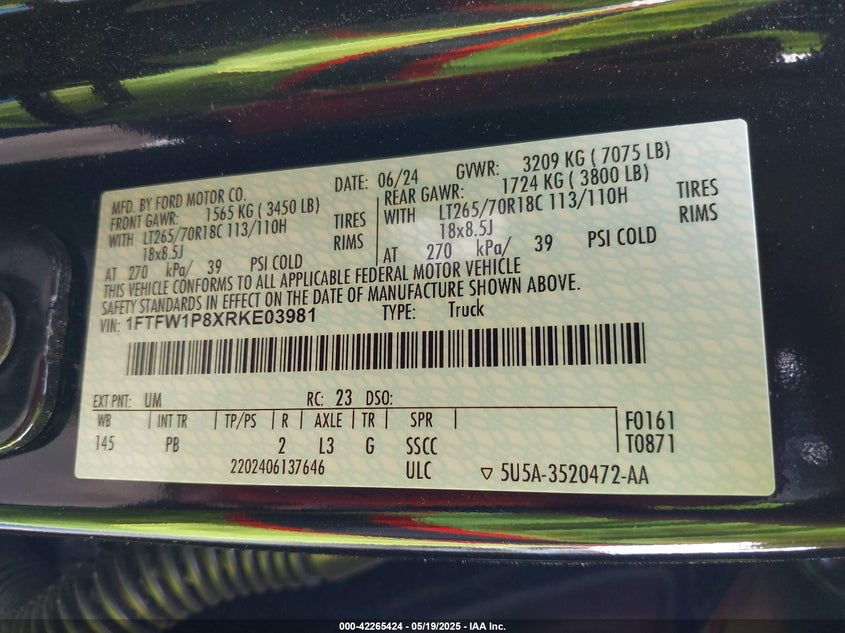 MFD. BY FORD MOTOR CO. DATE: 06/24 GVWR: 3209 KG ( 7075 LB)
FRONT GAWR: 1565 KG ( 3450 LB) REAR GAWR: 1724 KG ( 3800 LB)
WITH LT265/70R18C 113/110H TIRES WITH LT265/70R18C 113/110H TIRES
18x8.5J RIMS 18x8.5J RIMS
AT 270 kPa/ 39 PSI COLD AT 270 kPa/ 39 PSI COLD
THIS VEHICLE CONFORMS TO ALL APPLICABLE FEDERAL MOTOR VEHICLE
SAFETY STANDARDS IN EFFECT ON THE DATE OF MANUFACTURE SHOWN ABOVE.
VIN: 1FTFW1P8XRKE03981 TYPE: Truck
EXT PNT: UM RC: 23 DSO:
WB INT TR TP/PS R AXLE TR SPR F0161
145 PB 2 L3 G SSCC T0871
2202406137646 ULC ▽ 5U5A-3520472-AA
000-42265424 - 05/19/2025 - IAA Inc.